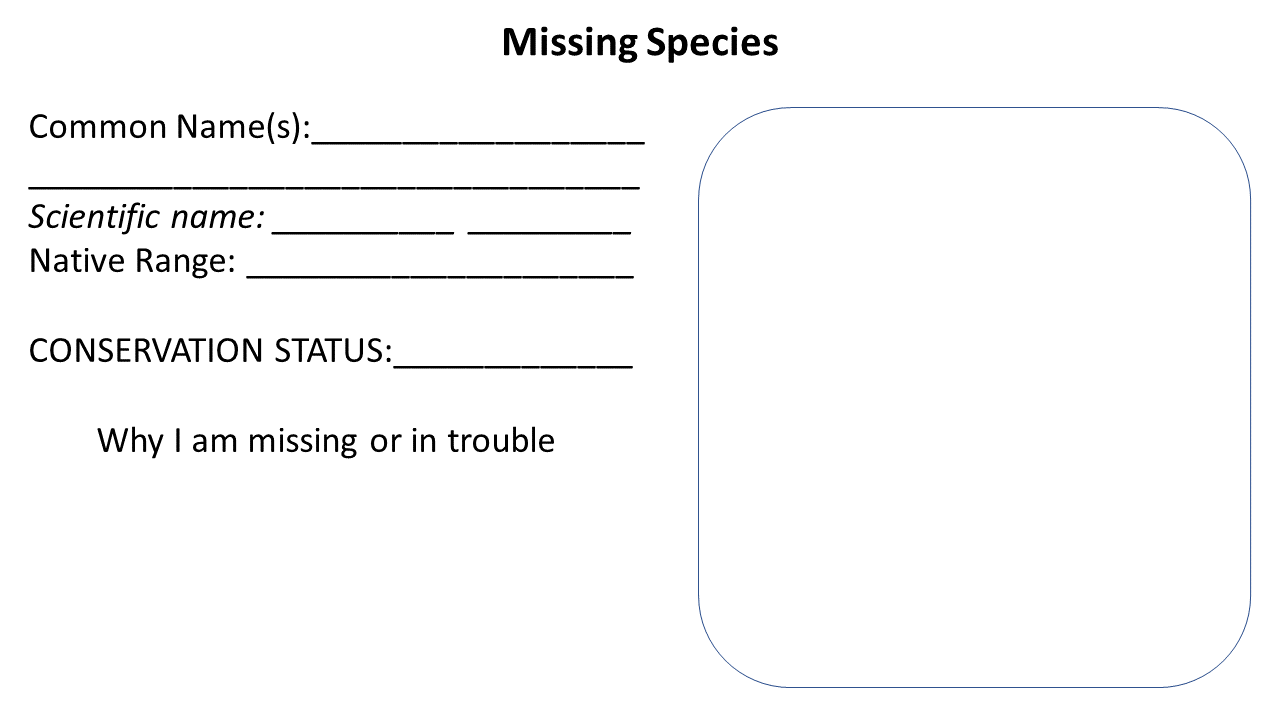 Missing Species
Common Name(s):__________________
_________________________________
Scientific name: __________ _________
Native Range: _____________________
CONSERVATION STATUS:_____________
Why I am missing or in trouble